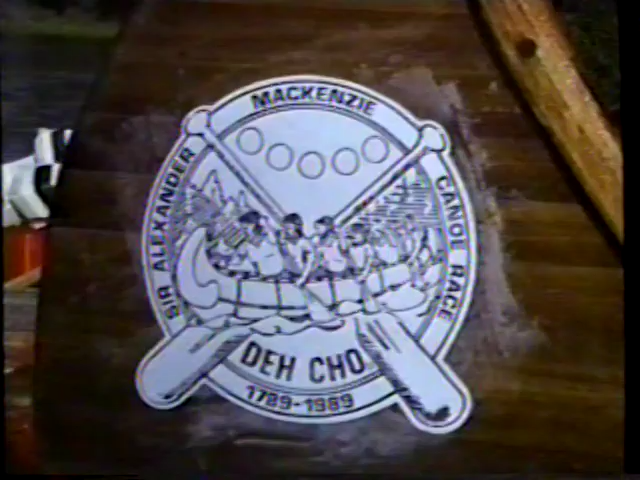 SIR ALEXANDER
MACKENZIE
CANOE RACE
DEH CHO
1789-1989